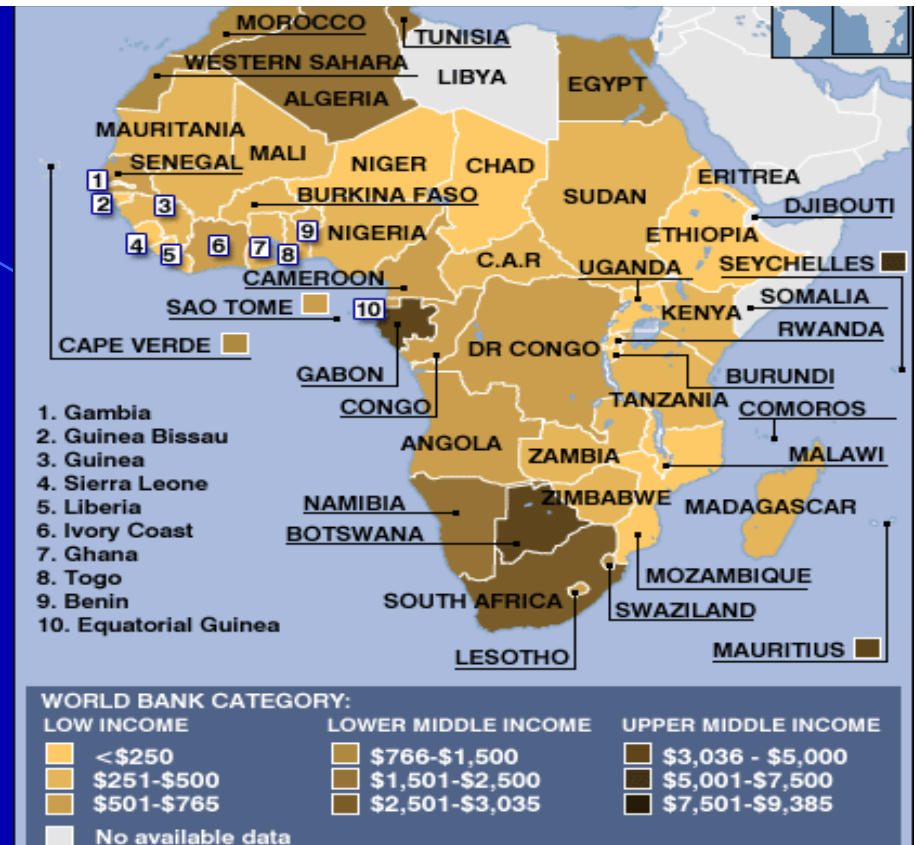 MOROCCO
TUNISIA
WESTERN SAHARA
LIBYA
EGYPT
ALGERIA
MAURITANIA
MALI
SENEGAL
NIGER
CHAD
ERITREA
1
2
3
BURKINA FASO
SUDAN
DJIBOUTI
4
5
6
7
8
9
NIGERIA
ETHIOPIA
CAMEROON
C.A.R
UGANDA
SEYCHELLES
SAO TOME
10
KENYA
SOMALIA
CAPE VERDE
DR CONGO
RWANDA
GABON
BURUNDI
CONGO
TANZANIA
COMOROS
ANGOLA
ZAMBIA
MALAWI
NAMIBIA
ZIMBABWE
MADAGASCAR
BOTSWANA
MOZAMBIQUE
SOUTH AFRICA
SWAZILAND
LESOTHO
MAURITIUS
1. Gambia
2. Guinea Bissau
3. Guinea
4. Sierra Leone
5. Liberia
6. Ivory Coast
7. Ghana
8. Togo
9. Benin
10. Equatorial Guinea
WORLD BANK CATEGORY:
LOW INCOME
<$250
$251-$500
$501-$765
No available data
LOWER MIDDLE INCOME
$766-$1,500
$1,501-$2,500
$2,501-$3,035
UPPER MIDDLE INCOME
$3,036 - $5,000
$5,001-$7,500
$7,501-$9,385